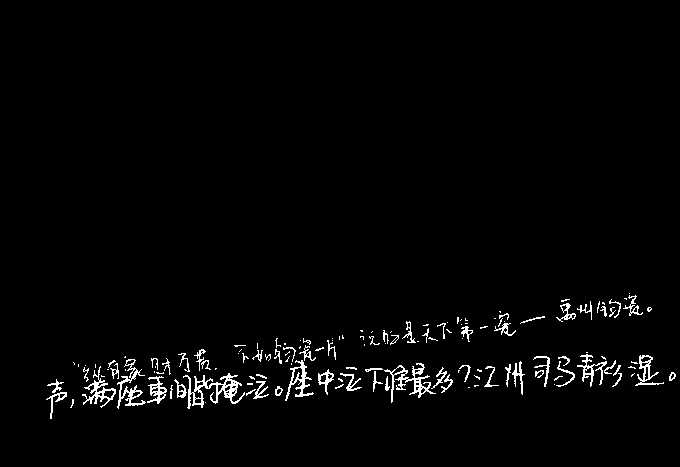 “纵有家财万贯，不如钧瓷一片”说的是天下第一瓷——禹州钧瓷。
声，满座重闻皆掩泣。座中泣下谁最多？江州司马青衫湿。